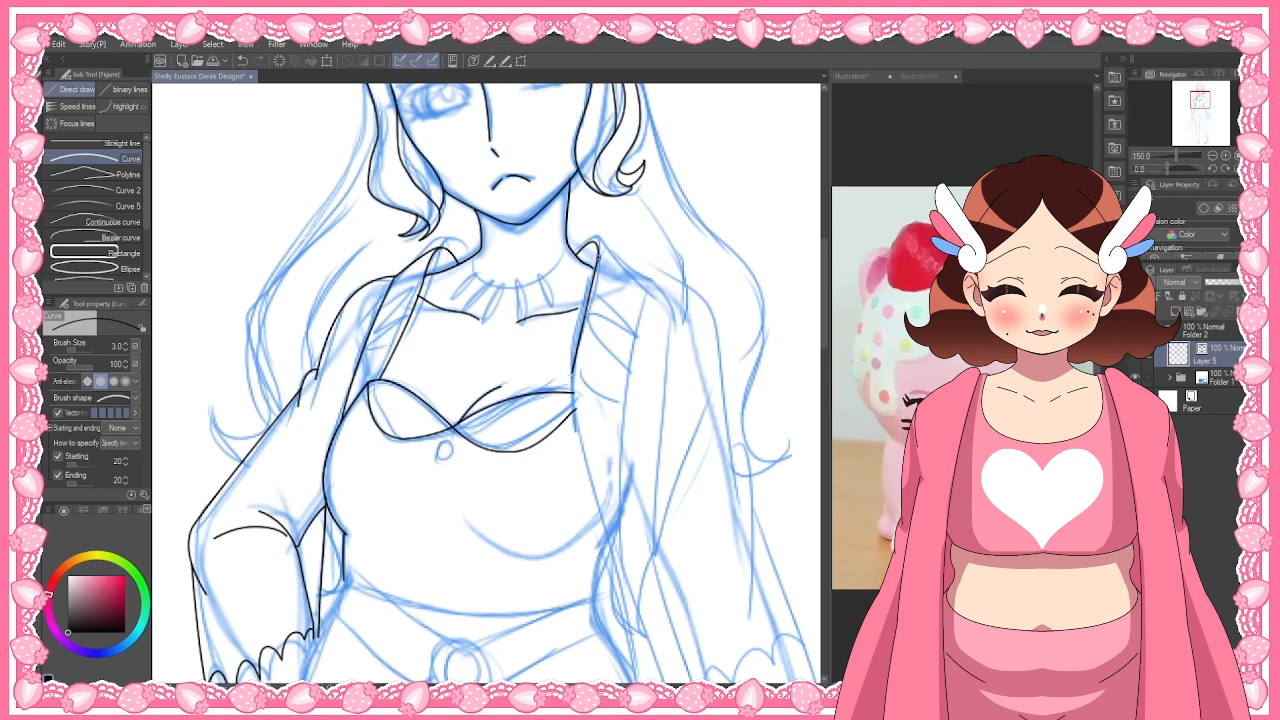 Edit Story(P) Animation Layer Select View Filter Window Help
Sub Tool [Figure]
Shelly Eustace Derek Designs*
Illustration*
Navigator
Direct draw
binary lines
Speed lines
highlight
Focus lines
Straight line
Curve
Polyline
Curve 2
Curve 5
Continuous curve
Bezier curve
Rectangle
Ellipse
150.0
0.0
Layer Property
Color
Tool property [Curve
Curve
Brush Size 3.0
Opacity 100
Anti-alias
Brush shape
Starting and ending None
How to specify
Starting 20
Ending 20
Layer
Normal
100 % Normal
Folder 2
Layer 5
Folder 1
Paper